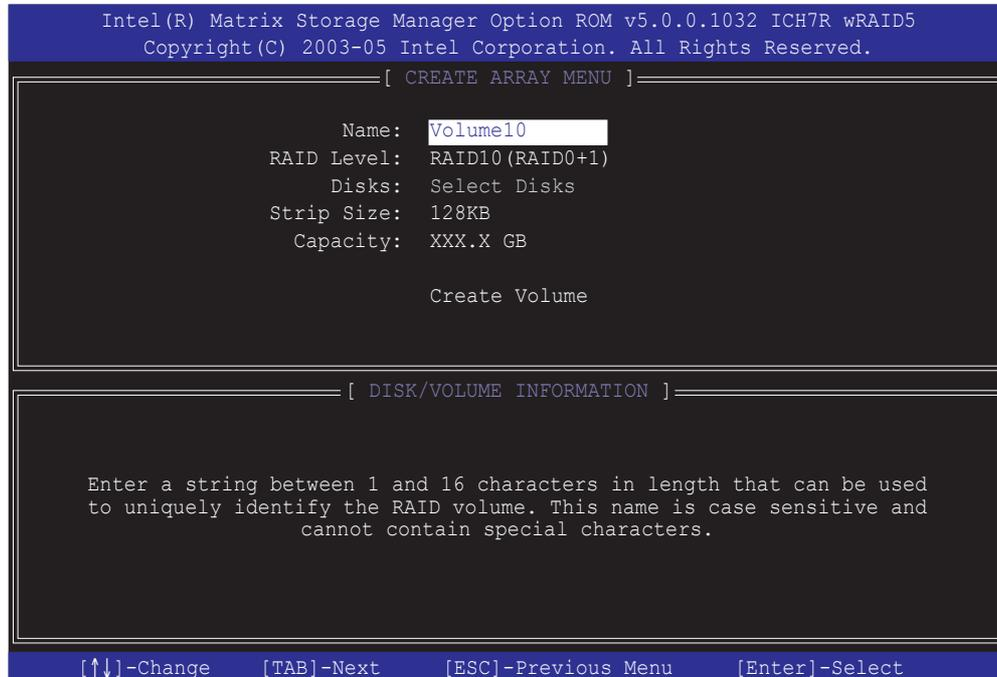 Intel(R) Matrix Storage Manager Option ROM v5.0.0.1032 ICH7R wRAID5
Copyright(C) 2003-05 Intel Corporation. All Rights Reserved.
[ CREATE ARRAY MENU ]
Name: Volume10
RAID Level: RAID10(RAID0+1)
Disks: Select Disks
Strip Size: 128KB
Capacity: XXX.X GB
Create Volume
[ DISK/VOLUME INFORMATION ]
Enter a string between 1 and 16 characters in length that can be used
to uniquely identify the RAID volume. This name is case sensitive and
cannot contain special characters.
[↑↓]-Change [TAB]-Next [ESC]-Previous Menu [Enter]-Select